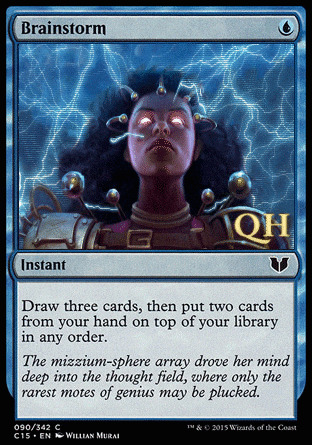 Brainstorm
QH
Instant
Draw three cards, then put two cards
from your hand on top of your library
in any order.
The mizzium-sphere array drove her mind
deep into the thought field, where only the
rarest motes of genius may be plucked.
090/342 C
C15 • EN Willian Murai
™ & © 2015 Wizards of the Coast